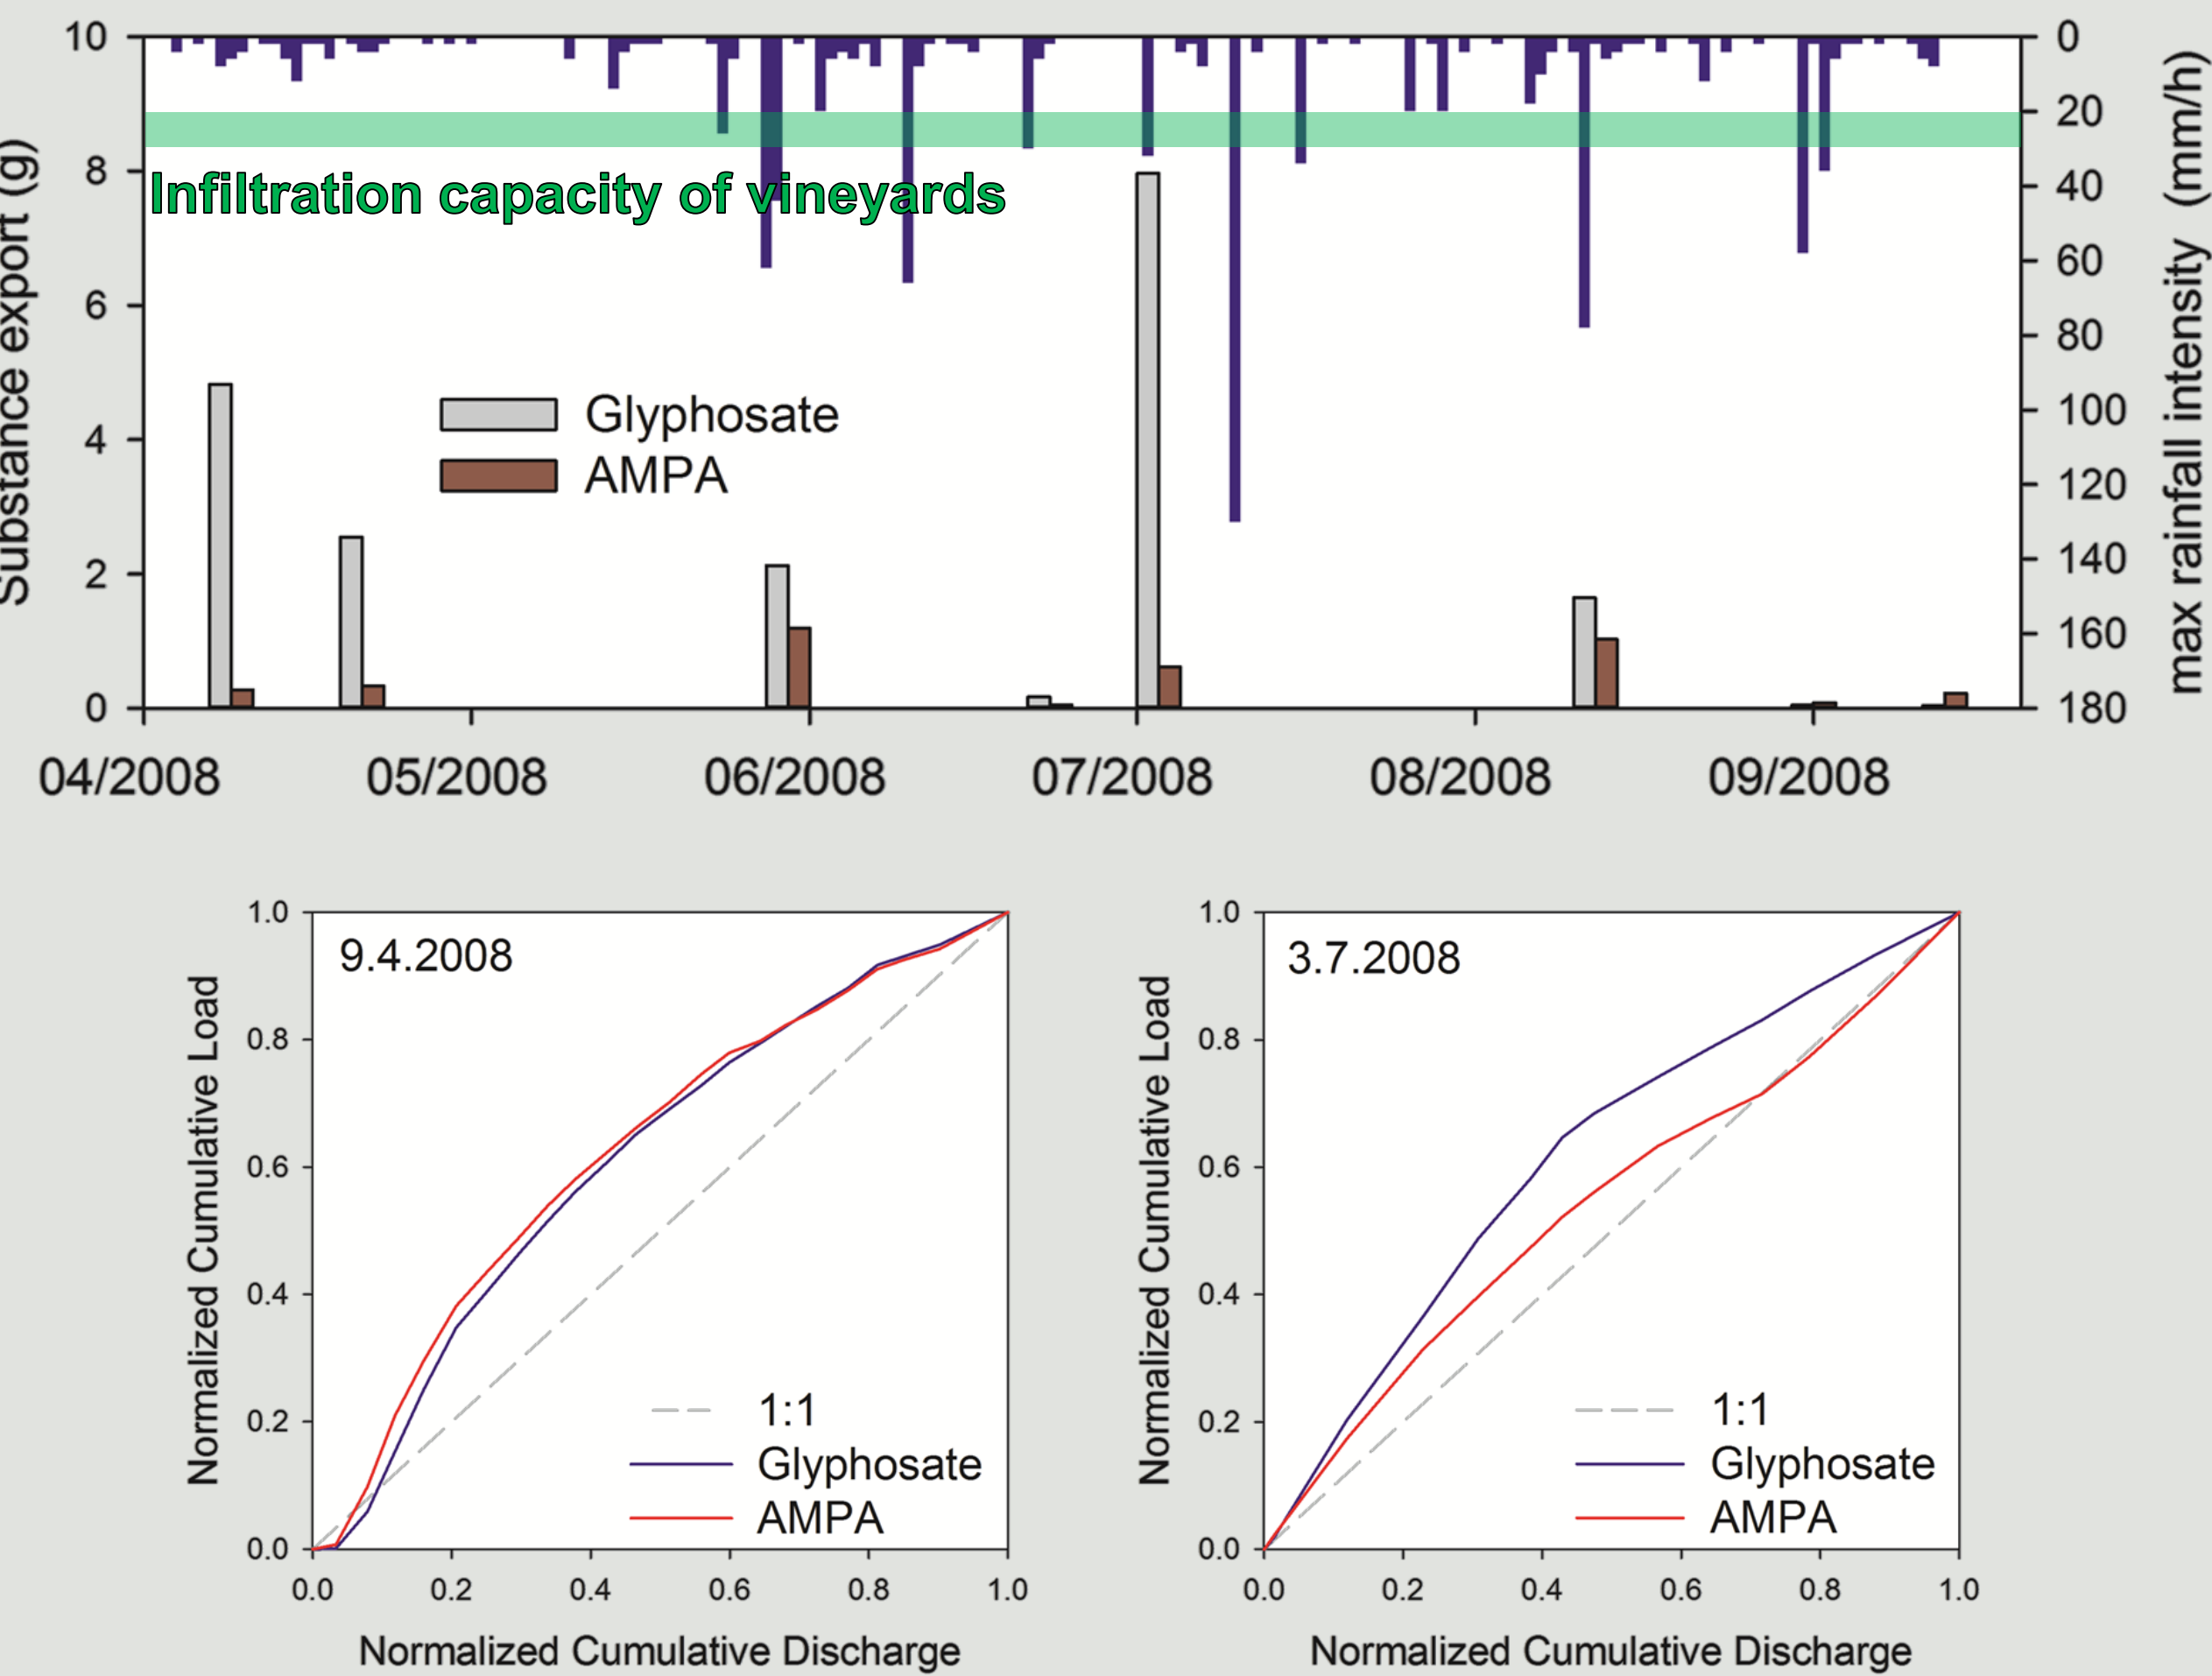 10
8
6
4
2
0
Substance export (g)
0
20
40
60
80
100
120
140
160
180
max rainfall intensity (mm/h)
Infiltration capacity of vineyards
Glyphosate
AMPA
04/2008 05/2008 06/2008 07/2008 08/2008 09/2008
9.4.2008
1.0
0.8
0.6
0.4
0.2
0.0
Normalized Cumulative Load
1:1
Glyphosate
AMPA
0.0 0.2 0.4 0.6 0.8 1.0
Normalized Cumulative Discharge
3.7.2008
1.0
0.8
0.6
0.4
0.2
0.0
Normalized Cumulative Load
1:1
Glyphosate
AMPA
0.0 0.2 0.4 0.6 0.8 1.0
Normalized Cumulative Discharge